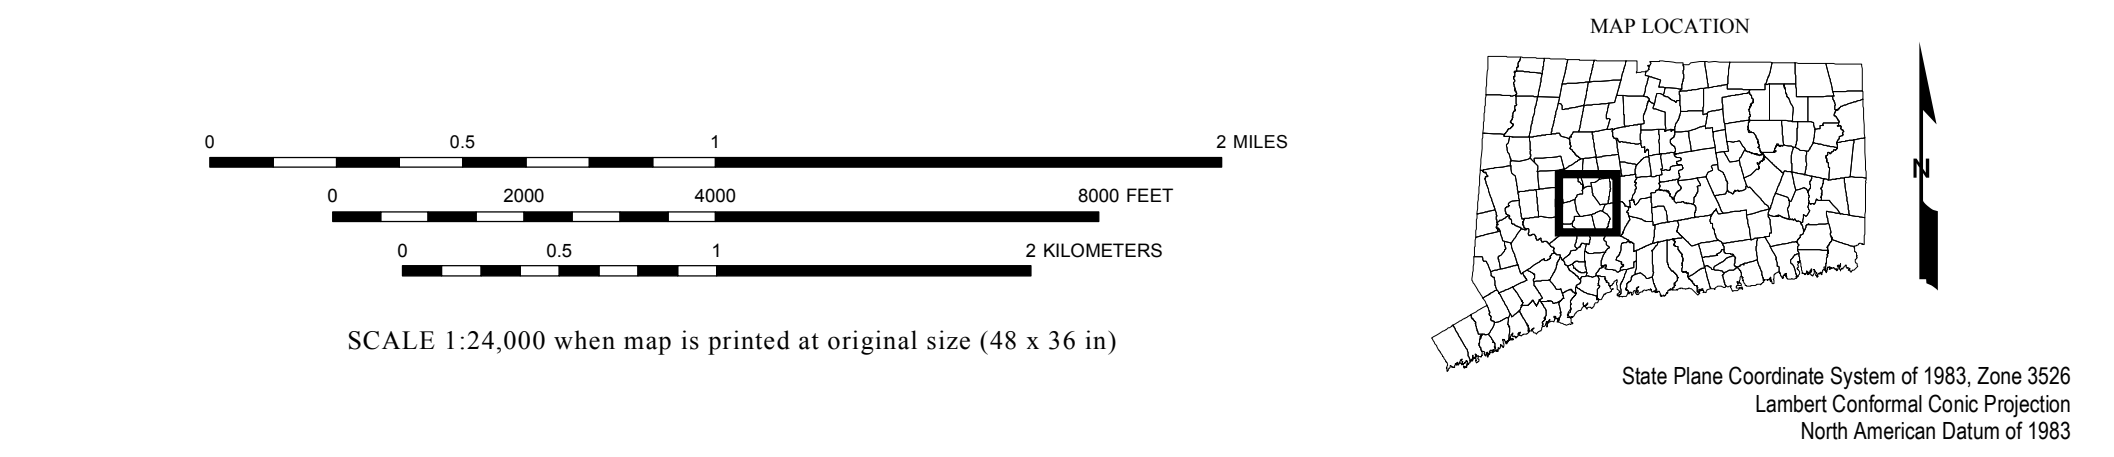 0 0.5 1 2 MILES
0 2000 4000 8000 FEET
0 0.5 1 2 KILOMETERS
SCALE 1:24,000 when map is printed at original size (48 x 36 in)
MAP LOCATION
N
State Plane Coordinate System of 1983, Zone 3526
Lambert Conformal Conic Projection
North American Datum of 1983